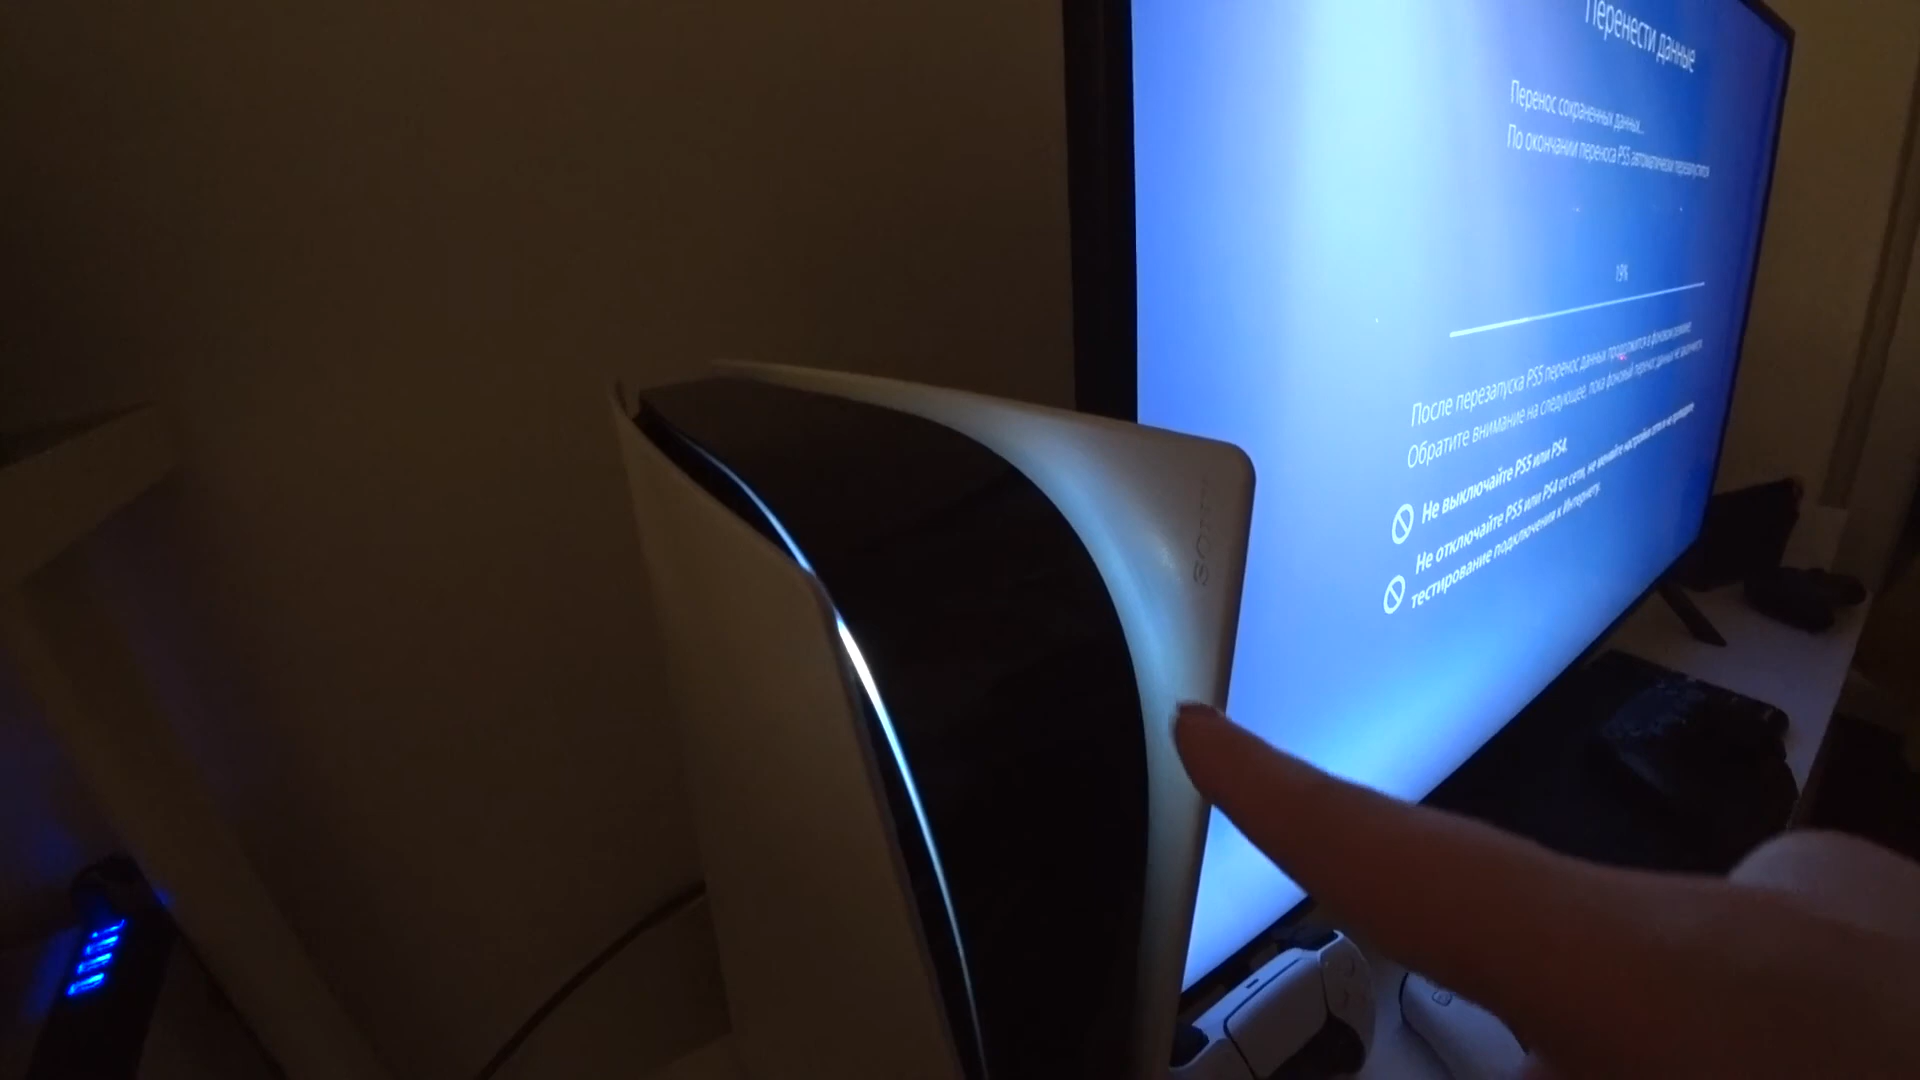 Перенести данные
Перенос сохраненных данных...
По окончании переноса PS5 автоматически перезапустится
19%
После перезапуска PS5 перенос данных продолжится в фоновом режиме.
Обратите внимание на следующее, пока фоновый перенос данных не закончится
Не выключайте PS5 или PS4.
Не отключайте PS5 или PS4 от сети, не меняйте настройки сети и не проводите
тестирование подключения к Интернету.
SONY